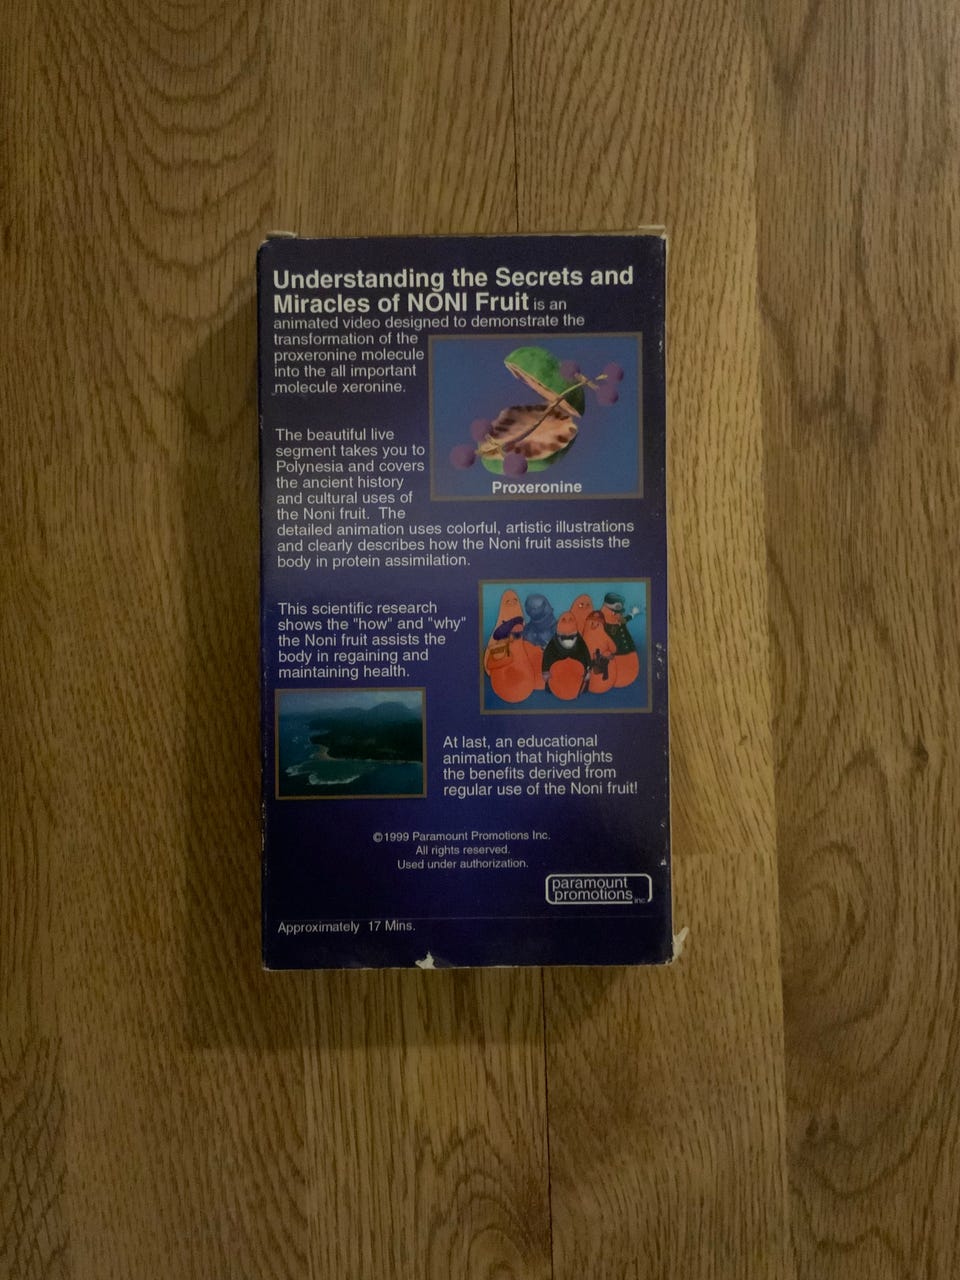 Understanding the Secrets and
Miracles of NONI Fruit is an
animated video designed to demonstrate the
transformation of the
proxeronine molecule
into the all important
molecule xeronine.
Proxeronine
The beautiful live
segment takes you to
Polynesia and covers
the ancient history
and cultural uses of
the Noni fruit. The
detailed animation uses colorful, artistic illustrations
and clearly describes how the Noni fruit assists the
body in protein assimilation.
This scientific research
shows the "how" and "why"
the Noni fruit assists the
body in regaining and
maintaining health.
At last, an educational
animation that highlights
the benefits derived from
regular use of the Noni fruit!
©1999 Paramount Promotions Inc.
All rights reserved.
Used under authorization.
paramount
promotions inc.
Approximately 17 Mins.